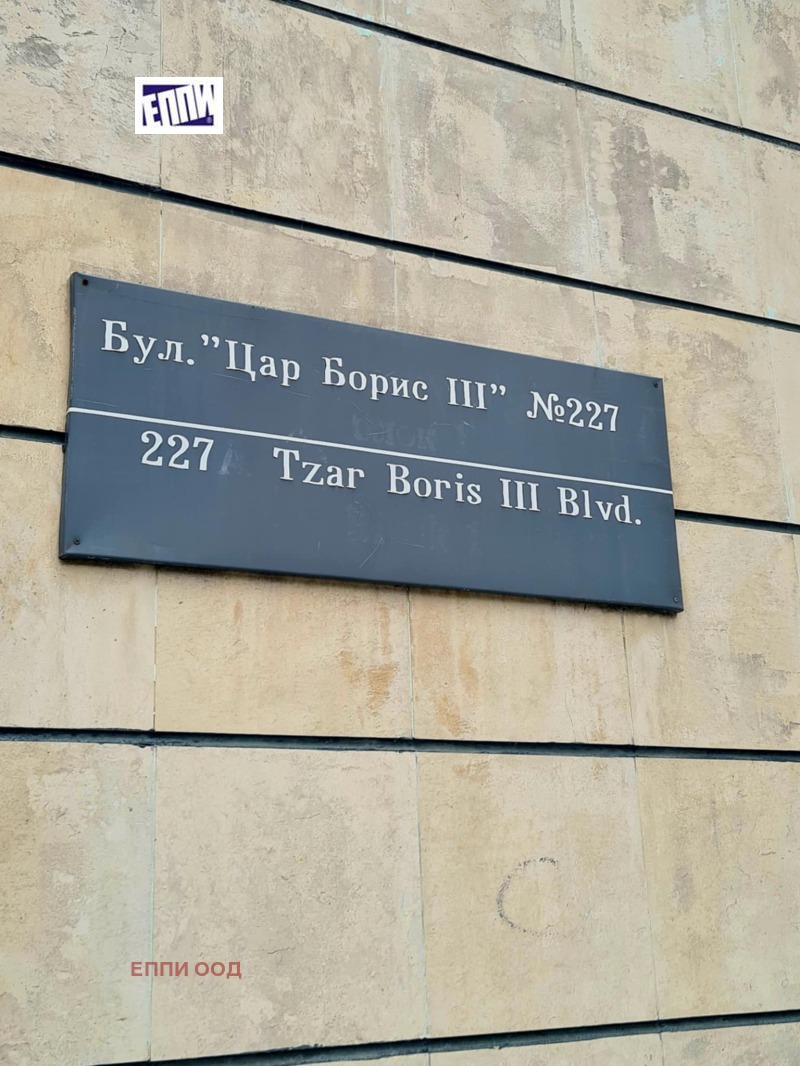 ЕППИ
Бул."Цар Борис III" №227
227 Tzar Boris III Blvd.
ЕППИ ООД